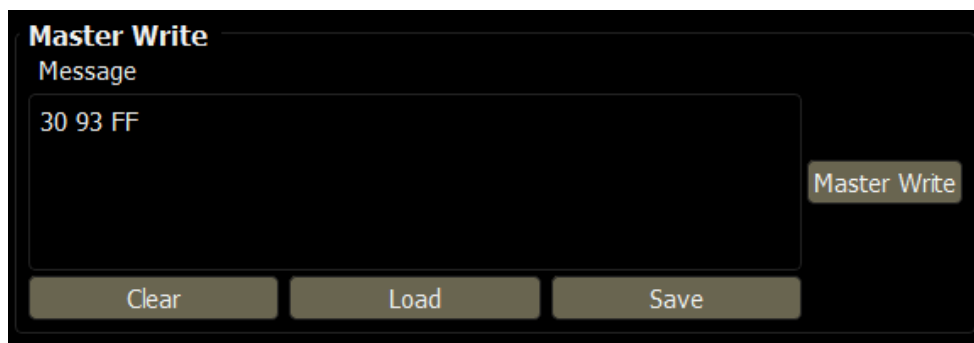 Master Write
Message
30 93 FF
Master Write
Clear Load Save